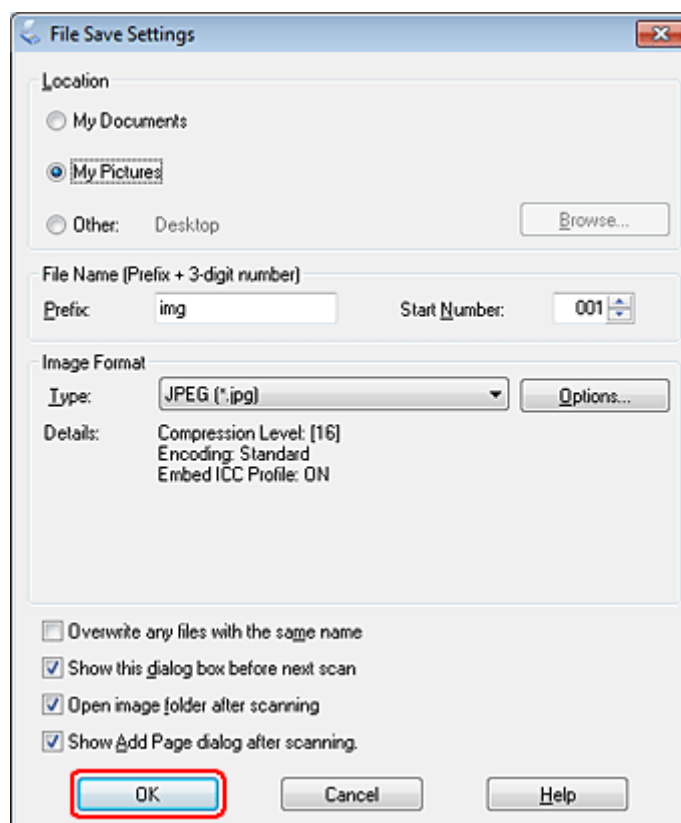 File Save Settings
Location
My Documents
My Pictures
Other: Desktop Browse...
File Name (Prefix + 3-digit number)
Prefix: img Start Number: 001
Image Format
Type: JPEG (*.jpg) Options...
Details: Compression Level: [16]
Encoding: Standard
Embed ICC Profile: ON
Overwrite any files with the same name
Show this dialog box before next scan
Open image folder after scanning
Show Add Page dialog after scanning.
OK Cancel Help